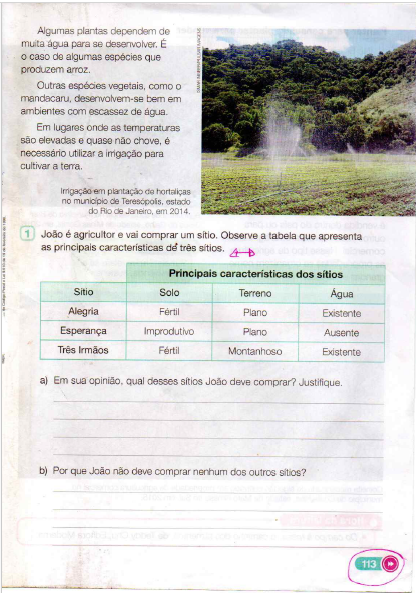 Algumas plantas dependem de
muita água para se desenvolver. É
o caso de algumas espécies que
produzem arroz.
Outras espécies vegetais, como o
mandacaru, desenvolvem-se bem em
ambientes com escassez de água.
Em lugares onde as temperaturas
são elevadas e quase não chove, é
necessário utilizar a irrigação para
cultivar a terra.
Irrigação em plantação de hortaliças
no município de Teresópolis, estado
do Rio de Janeiro, em 2014.
1 João é agricultor e vai comprar um sítio. Observe a tabela que apresenta
as principais características de três sítios.
Principais características dos sítios
Sítio Solo Terreno Água
Alegria Fértil Plano Existente
Esperança Improdutivo Plano Ausente
Três Irmãos Fértil Montanhoso Existente
a) Em sua opinião, qual desses sítios João deve comprar? Justifique.
b) Por que João não deve comprar nenhum dos outros sítios?
113